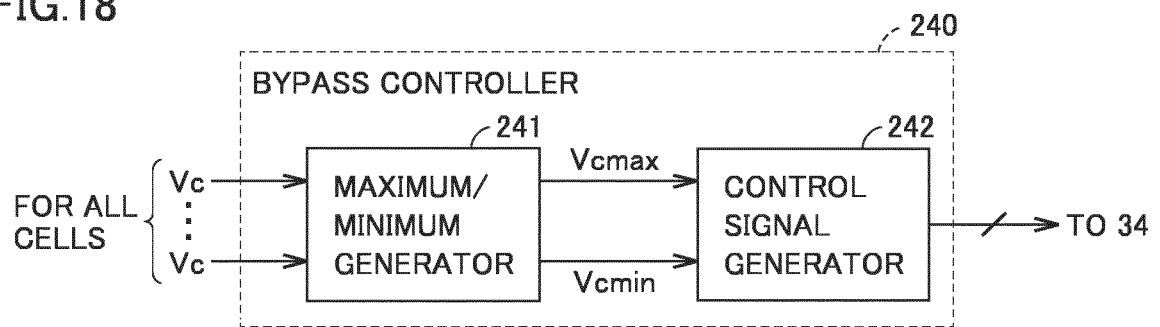 FIG.18
240
BYPASS CONTROLLER
241
242
FOR ALL
CELLS
Vc
Vc
MAXIMUM/
MINIMUM
GENERATOR
Vcmax
Vcmin
CONTROL
SIGNAL
GENERATOR
TO 34